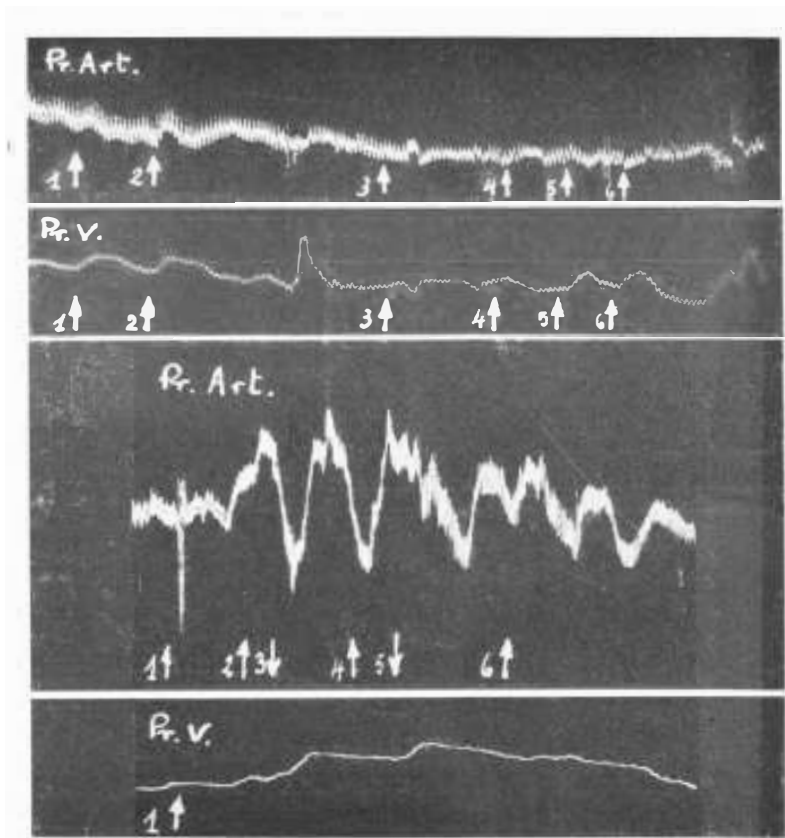 Pr. Art.
1↑ 2↑ 3↑ 4↑ 5↑ 6↑
Pr. V.
1↑ 2↑ 3↑ 4↑ 5↑ 6↑
Pr. Art.
1↑ 2↑ 3↓ 4↑ 5↓ 6↑
Pr. V.
1↑